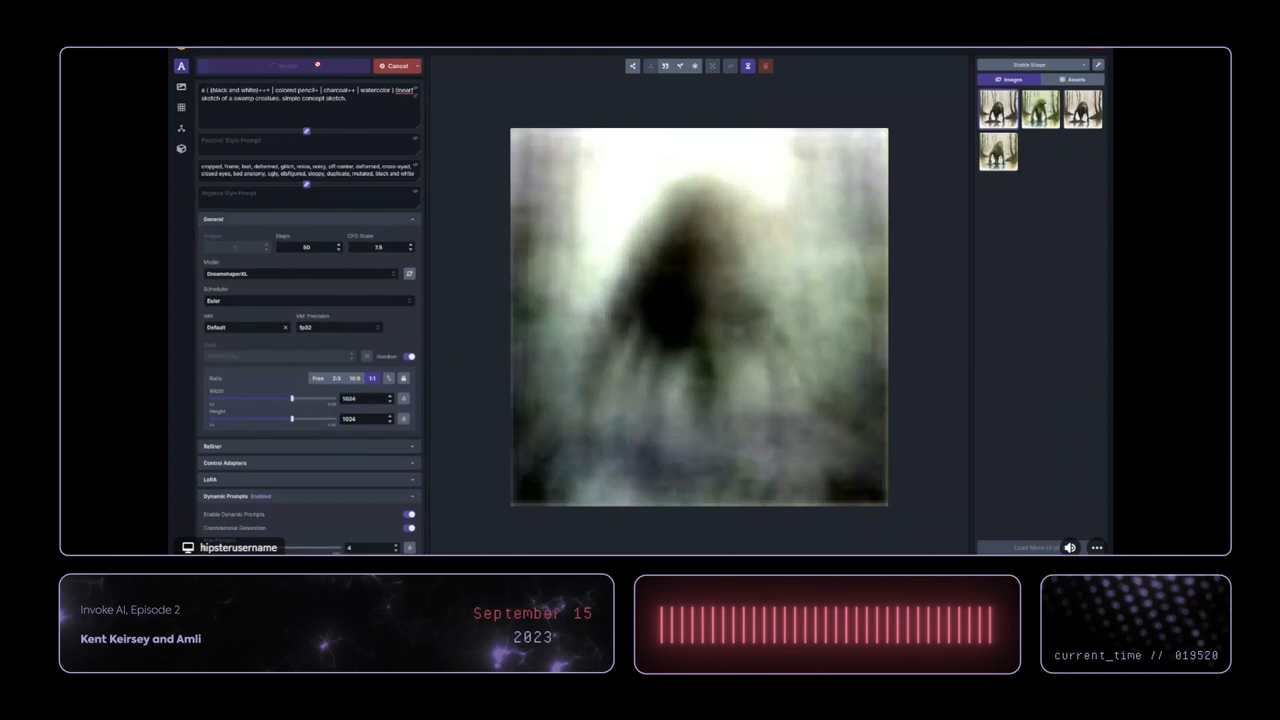 A
Cancel
a { (black and white)+++ | colored pencil+ | charcoal++ | watercolor } (lineart
sketch of a swamp creature, simple concept sketch.
Positive Style Prompt
cropped, frame, text, deformed, glitch, noise, noisy, off-center, deformed, cross-eyed,
closed eyes, bad anatomy, ugly, disfigured, sloppy, duplicate, mutated, black and white
Negative Style Prompt
General
Images
Steps
CFG Scale
50
7.5
Model
DreamshaperXL
Scheduler
Euler
VAE
VAE Precision
Default
fp32
Seed
Random
Ratio
Free
2:3
16:9
1:1
Width
1024
Height
1024
Refiner
Control Adapters
LoRA
Dynamic Prompts Enabled
Enable Dynamic Prompts
Combinatorial Generation
4
hipsterusername
Stable Shape
Images
Assets
Invoke AI, Episode 2
Kent Keirsey and Amli
September 15
2023
current_time // 019520